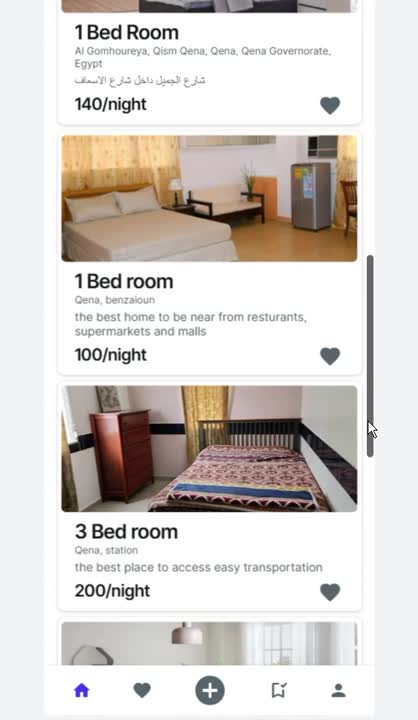 1 Bed Room
Al Gomhoureya, Qism Qena, Qena, Qena Governorate,
Egypt
شارع الجميل داخل شارع الاسعاف
140/night
1 Bed room
Qena, benzaioun
the best home to be near from resturants,
supermarkets and malls
100/night
3 Bed room
Qena, station
the best place to access easy transportation
200/night